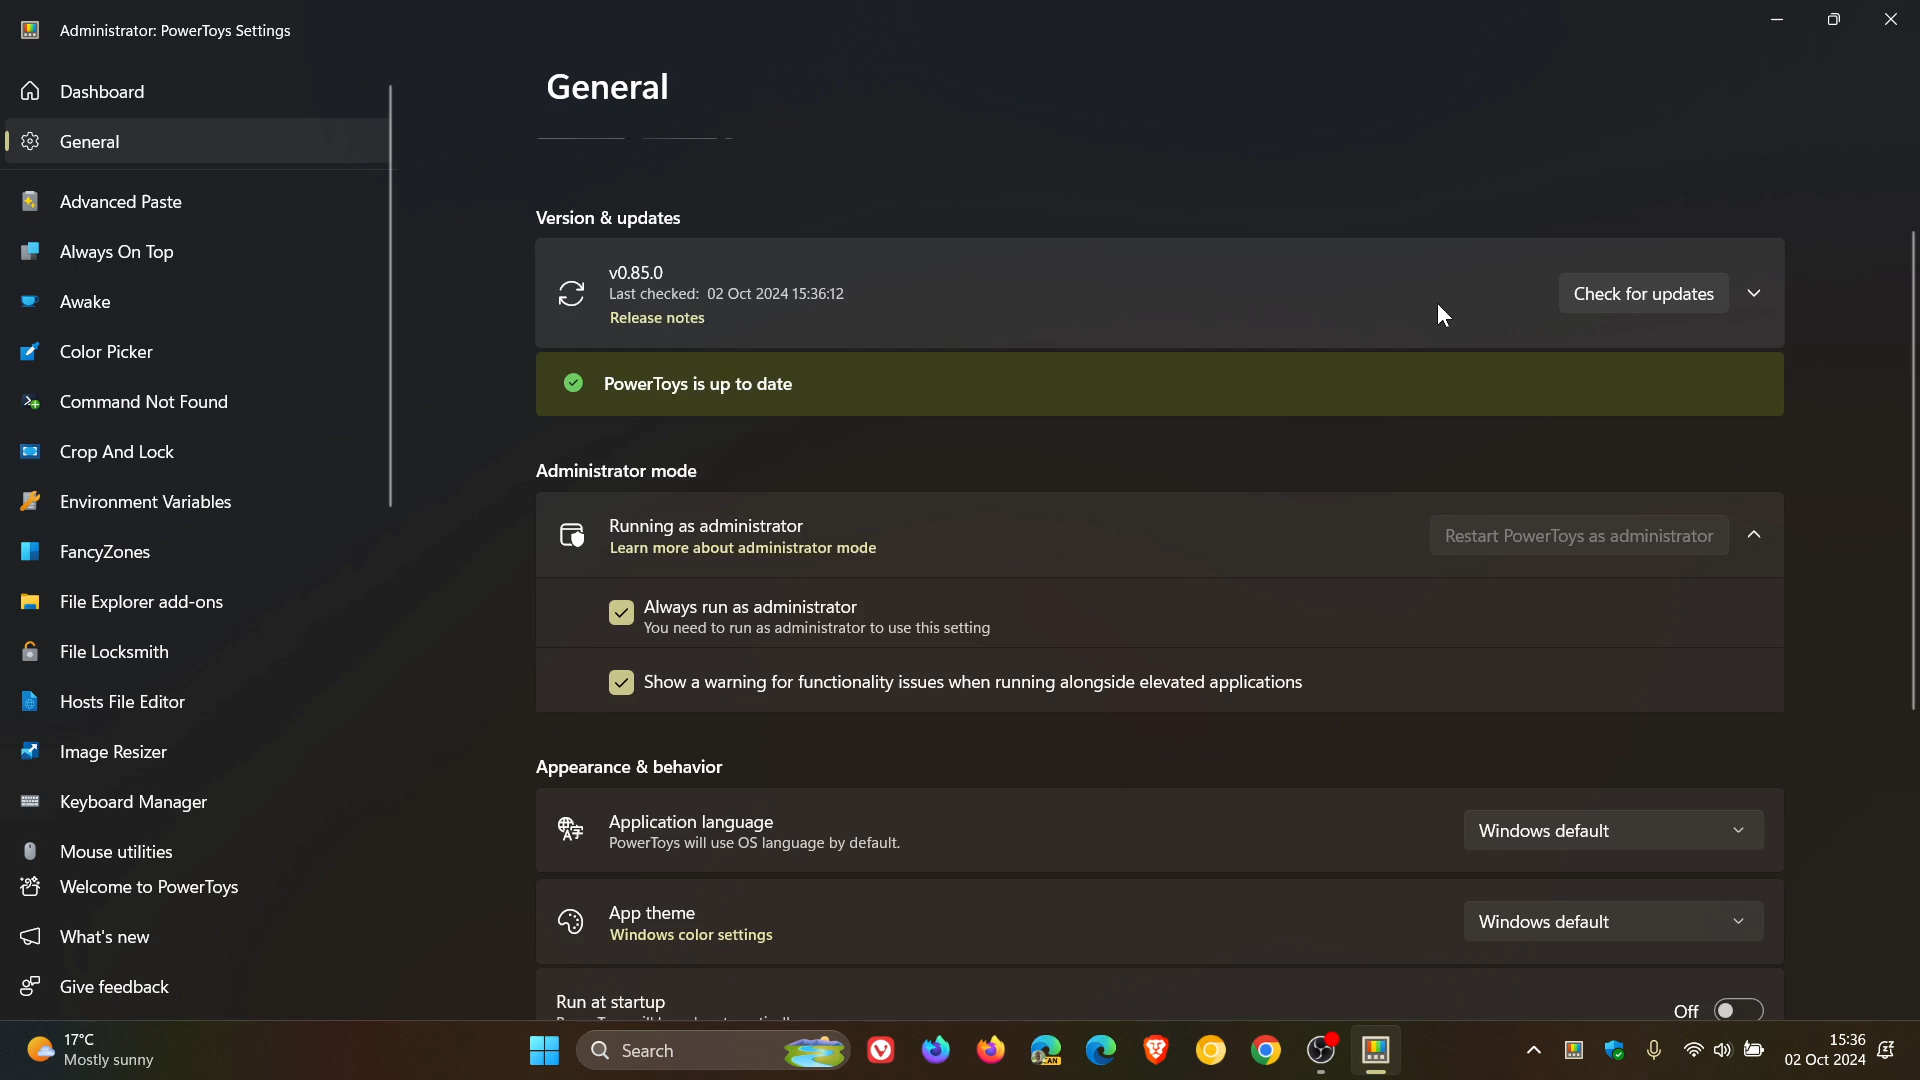 Administrator: PowerToys Settings
Dashboard
General
Advanced Paste
Always On Top
Awake
Color Picker
Command Not Found
Crop And Lock
Environment Variables
FancyZones
File Explorer add-ons
File Locksmith
Hosts File Editor
Image Resizer
Keyboard Manager
Mouse utilities
Welcome to PowerToys
What's new
Give feedback
General
Version & updates
v0.85.0
Last checked: 02 Oct 2024 15:36:12
Release notes
Check for updates
PowerToys is up to date
Administrator mode
Running as administrator
Learn more about administrator mode
Restart PowerToys as administrator
Always run as administrator
You need to run as administrator to use this setting
Show a warning for functionality issues when running alongside elevated applications
Appearance & behavior
Application language
PowerToys will use OS language by default.
Windows default
App theme
Windows color settings
Windows default
Run at startup
Off
17°C
Mostly sunny
Search
CAN
15:36
02 Oct 2024